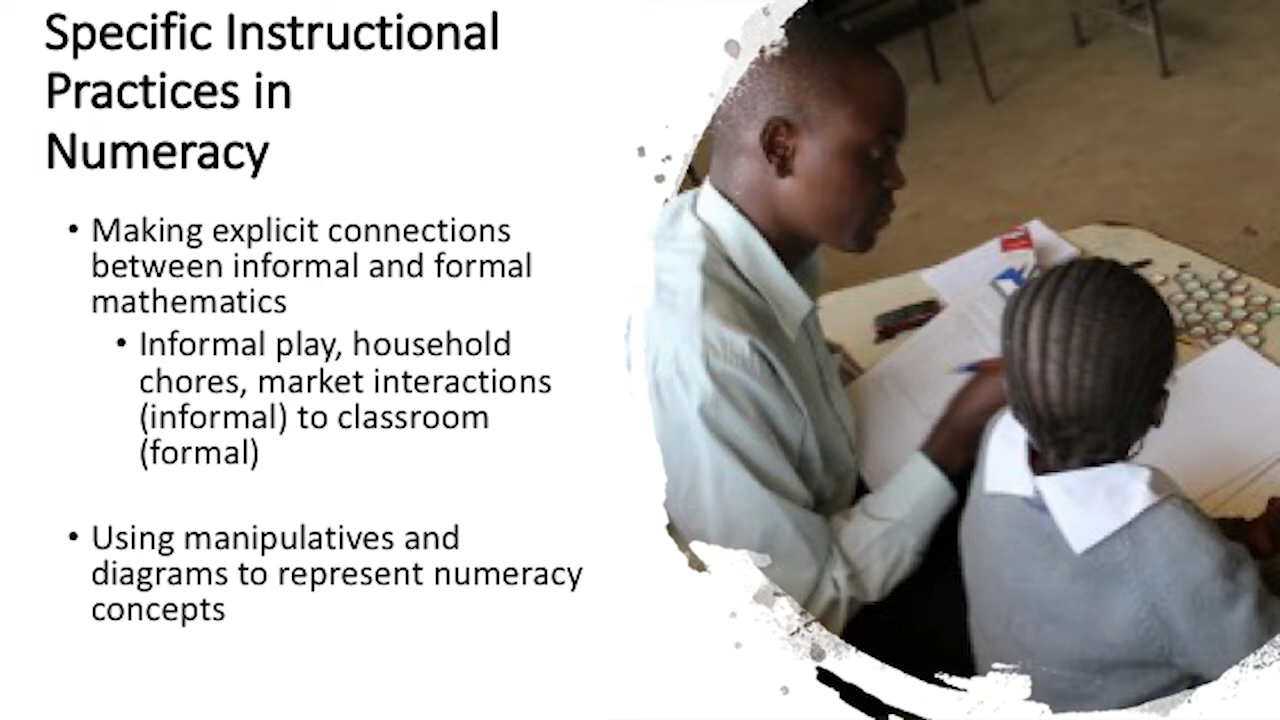 Specific Instructional
Practices in
Numeracy
• Making explicit connections
between informal and formal
mathematics
• Informal play, household
chores, market interactions
(informal) to classroom
(formal)
• Using manipulatives and
diagrams to represent numeracy
concepts